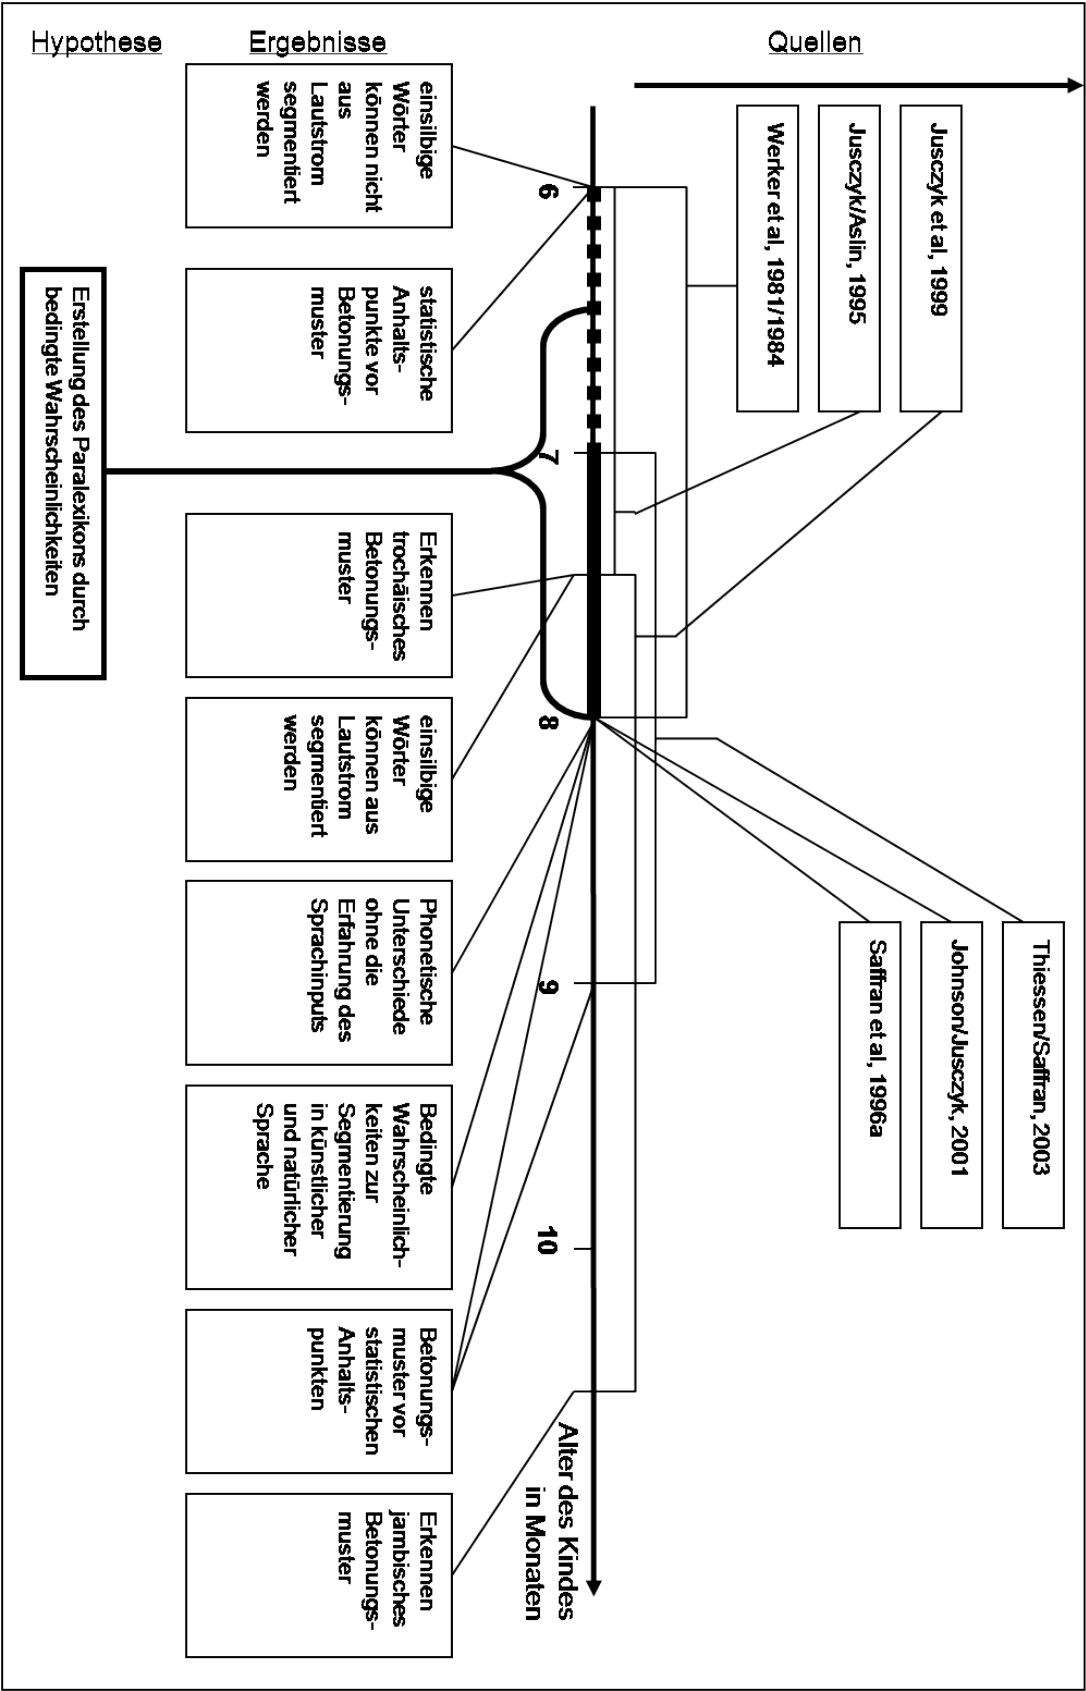 Hypothese
Ergebnisse
Quellen
Jusczyk et al, 1999
Jusczyk/Aslin, 1995
Werker et al, 1981/1984
Thiessen/Saffran, 2003
Johnson/Jusczyk, 2001
Saffran et al, 1996a
6
7
8
9
10
Alter des Kindes
in Monaten
einsilbige
Wörter
können nicht
aus
Lautstrom
segmentiert
werden
statistische
Anhalts-
punkte vor
Betonungs-
muster
Erkennen
trochäisches
Betonungs-
muster
einsilbige
Wörter
können aus
Lautstrom
segmentiert
werden
Phonetische
Unterschiede
ohne die
Erfahrung des
Sprachinputs
Bedingte
Wahrscheinlich-
keiten zur
Segmentierung
in künstlicher
und natürlicher
Sprache
Betonungs-
muster vor
statistischen
Anhalts-
punkten
Erkennen
jambisches
Betonungs-
muster
Erstellung des Paralexikons durch
bedingte Wahrscheinlichkeiten